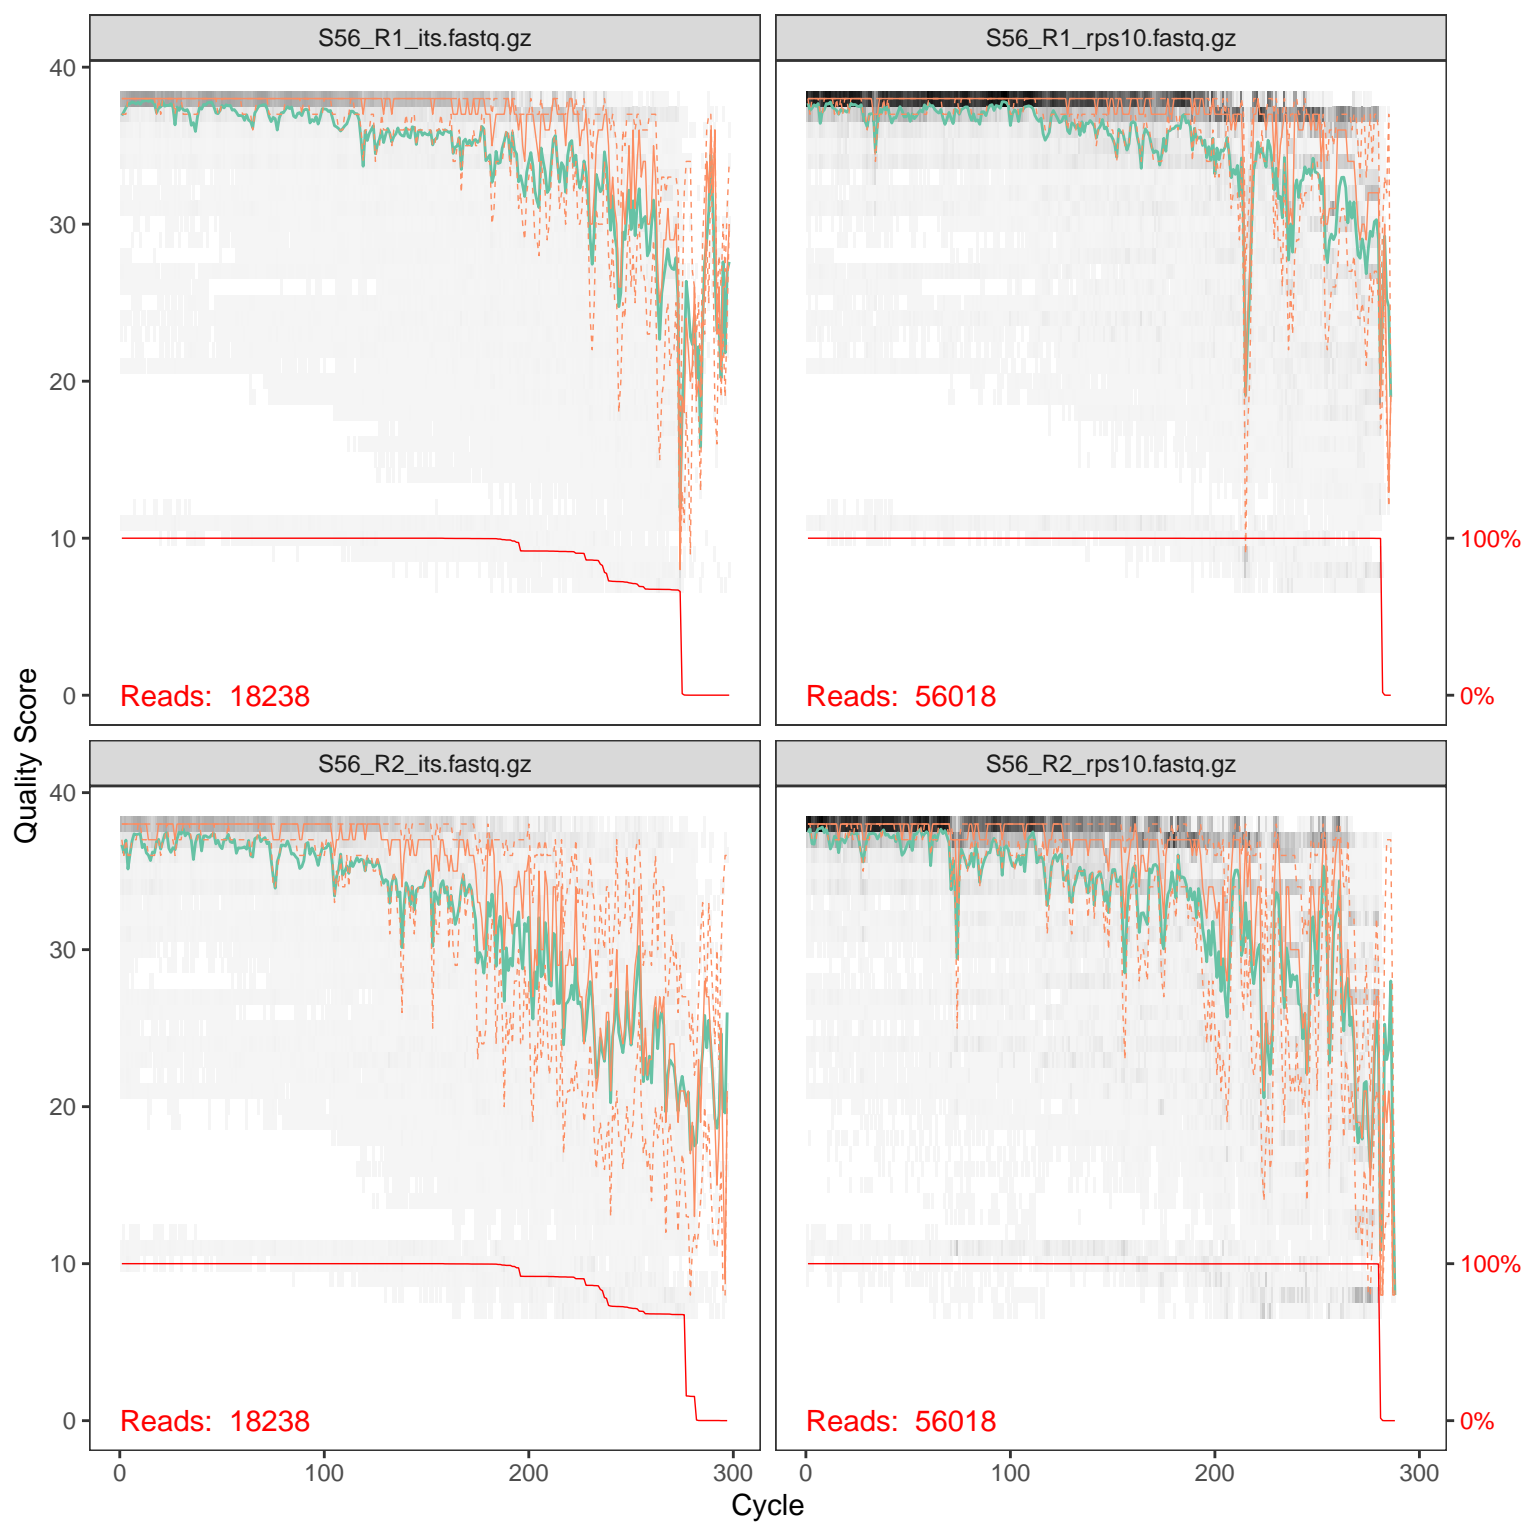 S56_R1_its.fastq.gz
S56_R1_rps10.fastq.gz
40
30
20
10
0
Reads: 18238
Reads: 56018
100%
0%
Quality Score
S56_R2_its.fastq.gz
S56_R2_rps10.fastq.gz
40
30
20
10
0
Reads: 18238
Reads: 56018
100%
0%
0 100 200 300
0 100 200 300
Cycle